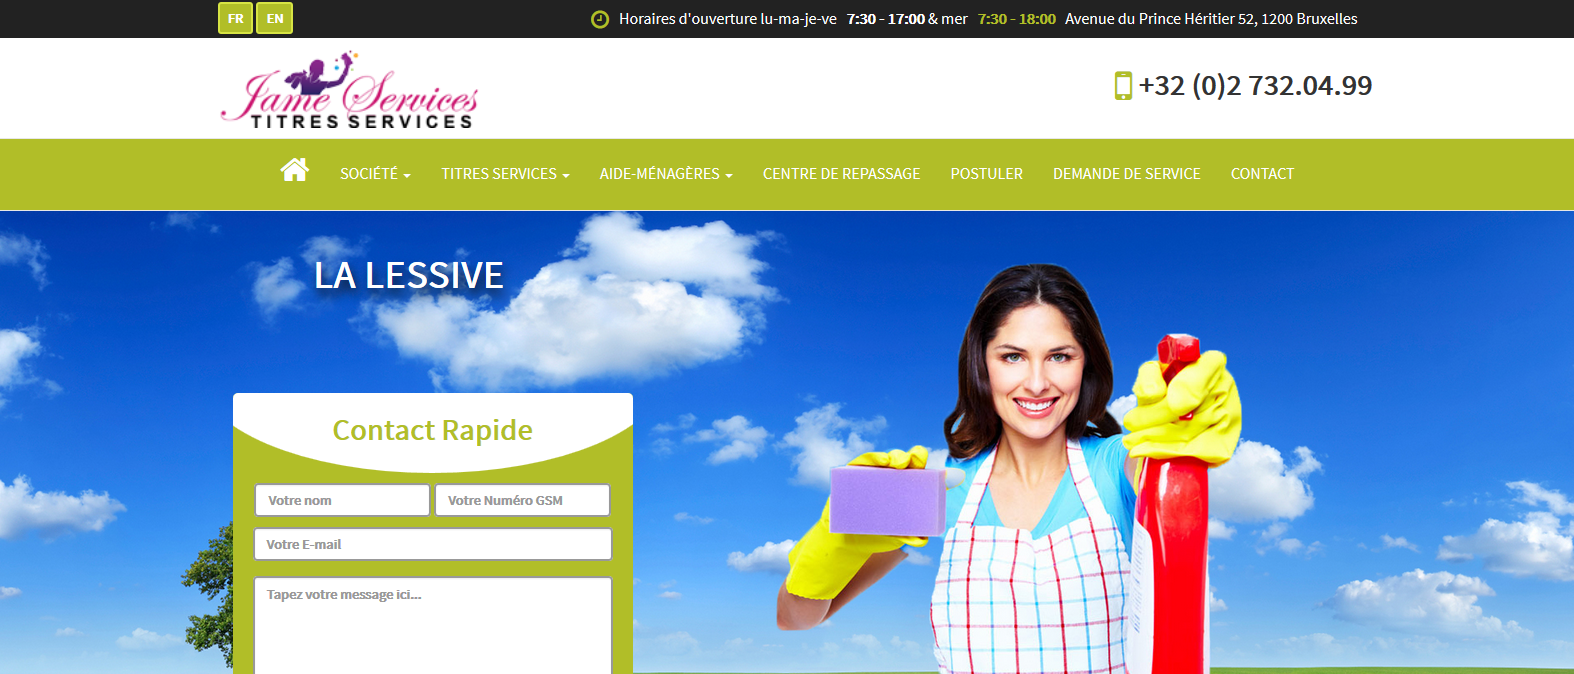 FR EN Horaires d'ouverture lu-ma-je-ve 7:30 - 17:00 & mer 7:30 - 18:00 Avenue du Prince Héritier 52, 1200 Bruxelles
Jame Services
TITRES SERVICES
+32 (0)2 732.04.99
SOCIÉTÉ TITRES SERVICES AIDE-MÉNAGÈRES CENTRE DE REPASSAGE POSTULER DEMANDE DE SERVICE CONTACT
LA LESSIVE
Contact Rapide
Votre nom Votre Numéro GSM
Votre E-mail
Tapez votre message ici...